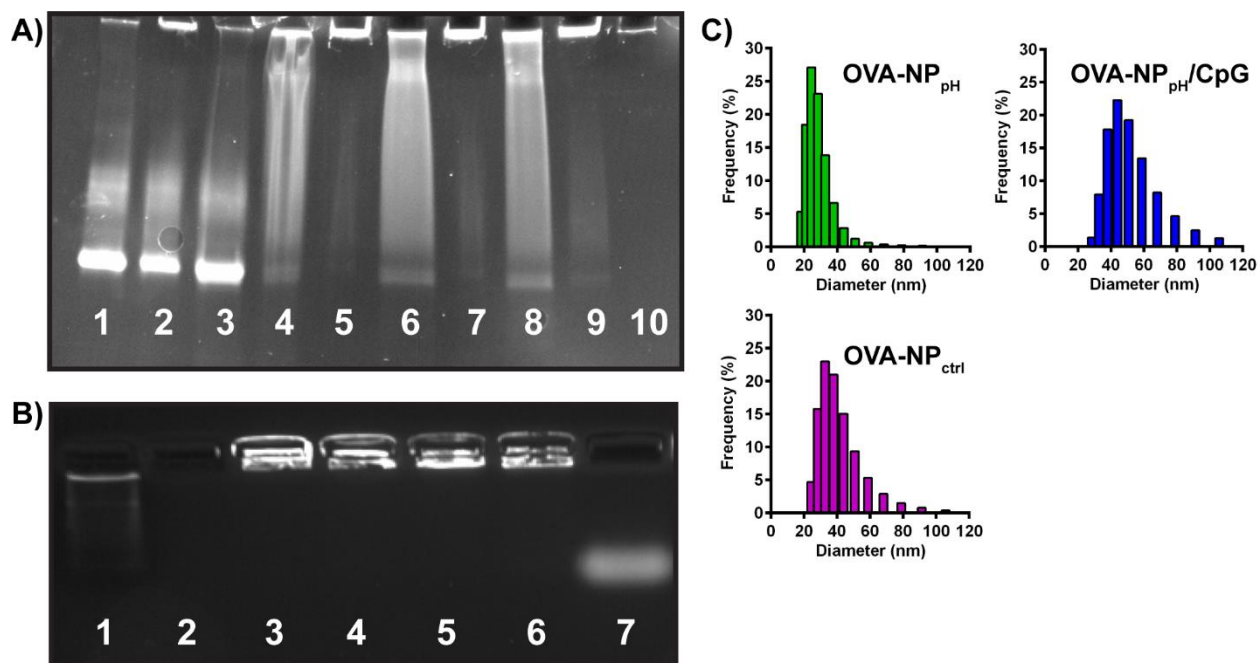 A)
1 2 3 4 5 6 7 8 9 10
B)
1 2 3 4 5 6 7
C)
OVA-NPpH
Frequency (%)
30
25
20
15
10
5
0
0 20 40 60 80 100 120
Diameter (nm)
OVA-NPpH/CpG
Frequency (%)
30
25
20
15
10
5
0
0 20 40 60 80 100 120
Diameter (nm)
OVA-NPctrl
Frequency (%)
30
25
20
15
10
5
0
0 20 40 60 80 100 120
Diameter (nm)